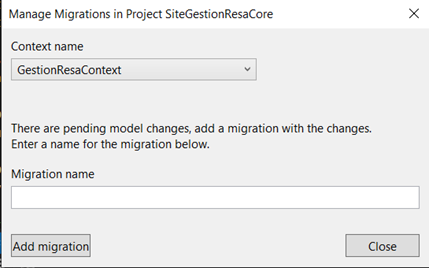 Manage Migrations in Project SiteGestionResaCore
Context name
GestionResaContext
There are pending model changes, add a migration with the changes.
Enter a name for the migration below.
Migration name
Add migration
Close